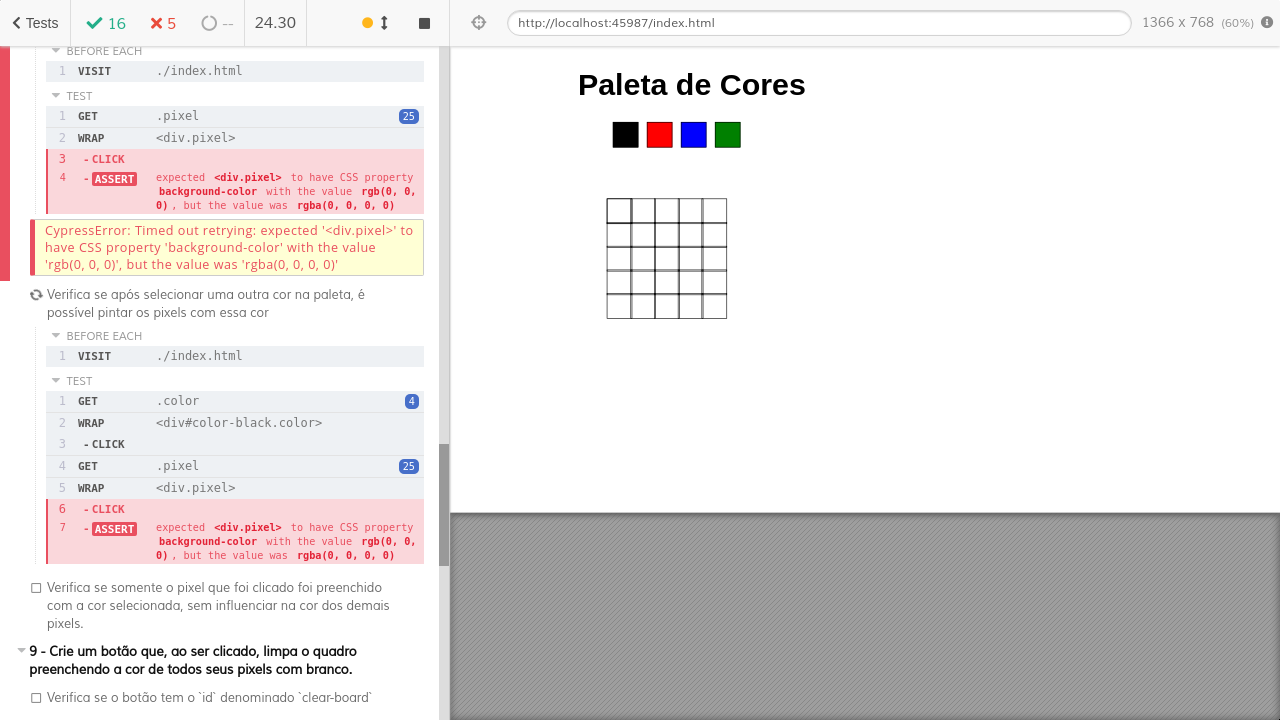 Tests 16 5 -- 24.30
http://localhost:45987/index.html 1366 x 768 (60%)
BEFORE EACH
1 VISIT ./index.html
TEST
1 GET .pixel 25
2 WRAP <div.pixel>
3 - CLICK
4 - ASSERT expected <div.pixel> to have CSS property
background-color with the value rgb(0, 0,
0), but the value was rgba(0, 0, 0, 0)
CypressError: Timed out retrying: expected '<div.pixel>' to
have CSS property 'background-color' with the value
'rgb(0, 0, 0)', but the value was 'rgba(0, 0, 0, 0)'
Verifica se após selecionar uma outra cor na paleta, é
possível pintar os pixels com essa cor
BEFORE EACH
1 VISIT ./index.html
TEST
1 GET .color 4
2 WRAP <div#color-black.color>
3 - CLICK
4 GET .pixel 25
5 WRAP <div.pixel>
6 - CLICK
7 - ASSERT expected <div.pixel> to have CSS property
background-color with the value rgb(0, 0,
0), but the value was rgba(0, 0, 0, 0)
Verifica se somente o pixel que foi clicado foi preenchido
com a cor selecionada, sem influenciar na cor dos demais
pixels.
9 - Crie um botão que, ao ser clicado, limpa o quadro
preenchendo a cor de todos seus pixels com branco.
Verifica se o botão tem o `id` denominado `clear-board`
Paleta de Cores